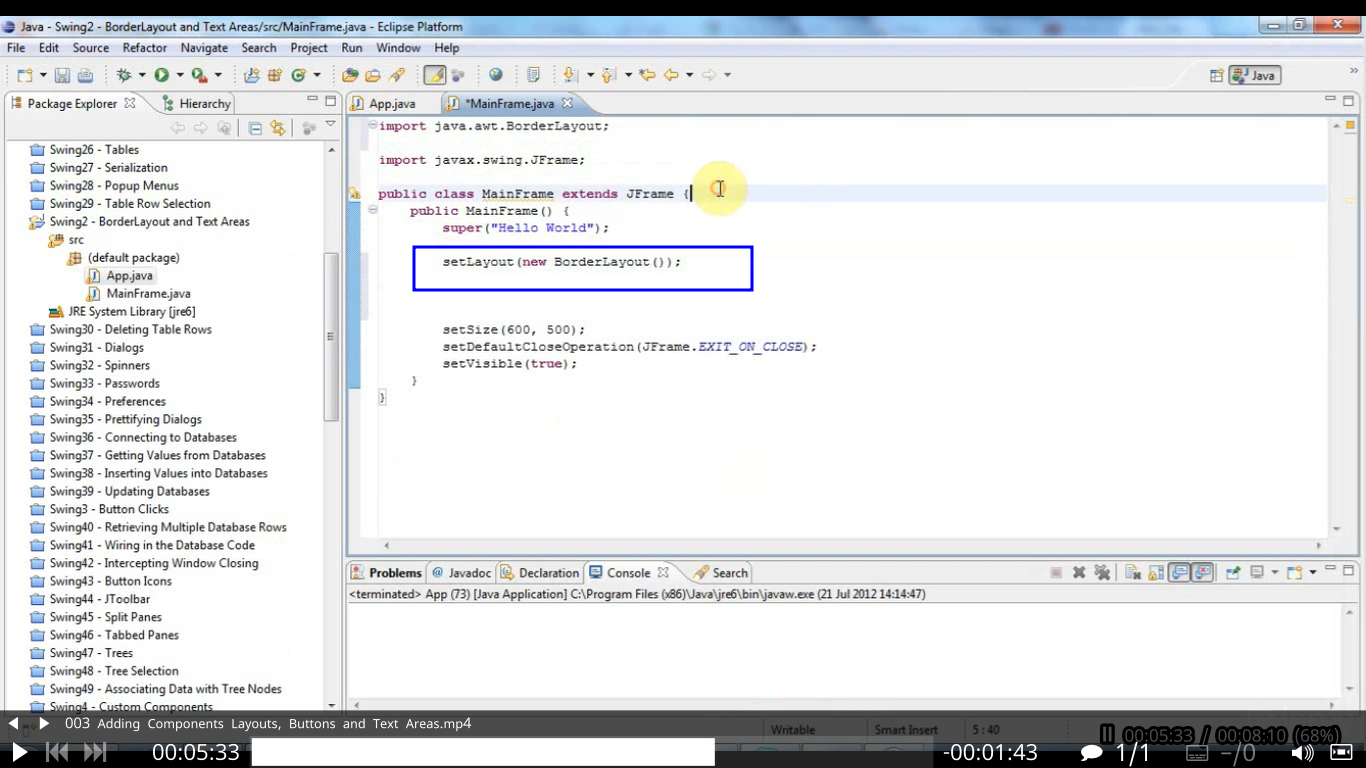 Java - Swing2 - BorderLayout and Text Areas/src/MainFrame.java - Eclipse Platform
File Edit Source Refactor Navigate Search Project Run Window Help
Java
Package Explorer
Hierarchy
App.java
*MainFrame.java
Swing26 - Tables
Swing27 - Serialization
Swing28 - Popup Menus
Swing29 - Table Row Selection
Swing2 - BorderLayout and Text Areas
src
(default package)
App.java
MainFrame.java
JRE System Library [jre6]
Swing30 - Deleting Table Rows
Swing31 - Dialogs
Swing32 - Spinners
Swing33 - Passwords
Swing34 - Preferences
Swing35 - Prettifying Dialogs
Swing36 - Connecting to Databases
Swing37 - Getting Values from Databases
Swing38 - Inserting Values into Databases
Swing39 - Updating Databases
Swing3 - Button Clicks
Swing40 - Retrieving Multiple Database Rows
Swing41 - Wiring in the Database Code
Swing42 - Intercepting Window Closing
Swing43 - Button Icons
Swing44 - JToolbar
Swing45 - Split Panes
Swing46 - Tabbed Panes
Swing47 - Trees
Swing48 - Tree Selection
Swing49 - Associating Data with Tree Nodes
Swing4 - Custom Components
import java.awt.BorderLayout;
import javax.swing.JFrame;
public class MainFrame extends JFrame {
public MainFrame() {
super("Hello World");
setLayout(new BorderLayout());
setSize(600, 500);
setDefaultCloseOperation(JFrame.EXIT_ON_CLOSE);
setVisible(true);
}
}
Problems @ Javadoc Declaration Console Search
<terminated> App (73) [Java Application] C:\Program Files (x86)\Java\jre6\bin\javaw.exe (21 Jul 2012 14:14:47)
003 Adding Components Layouts, Buttons and Text Areas.mp4
Writable
Smart Insert
5 : 40
00:05:33 / 00:08:10 (68%)
00:05:33
-00:01:43
1/1
−/0